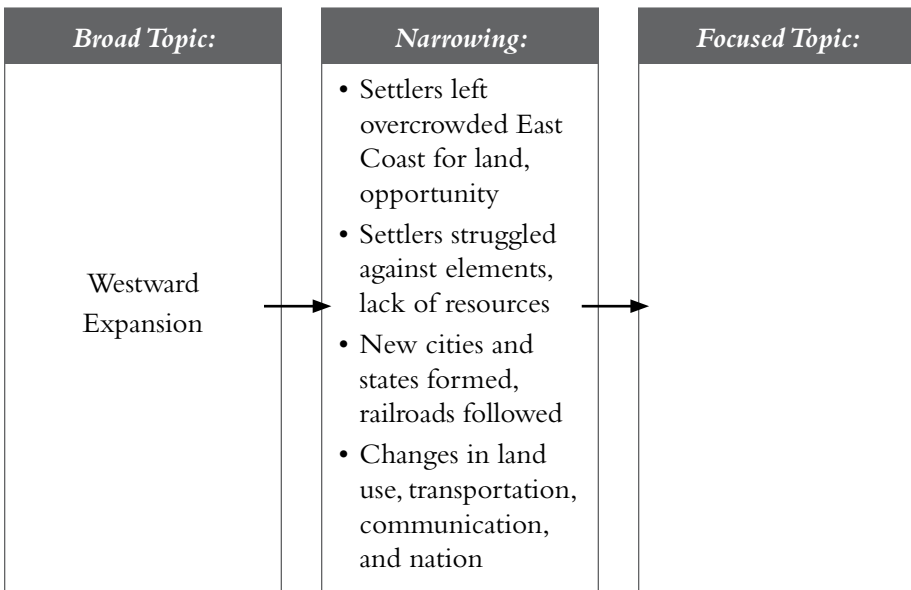 Broad Topic:
Narrowing:
Focused Topic:
Westward
Expansion
• Settlers left
overcrowded East
Coast for land,
opportunity
• Settlers struggled
against elements,
lack of resources
• New cities and
states formed,
railroads followed
• Changes in land
use, transportation,
communication,
and nation